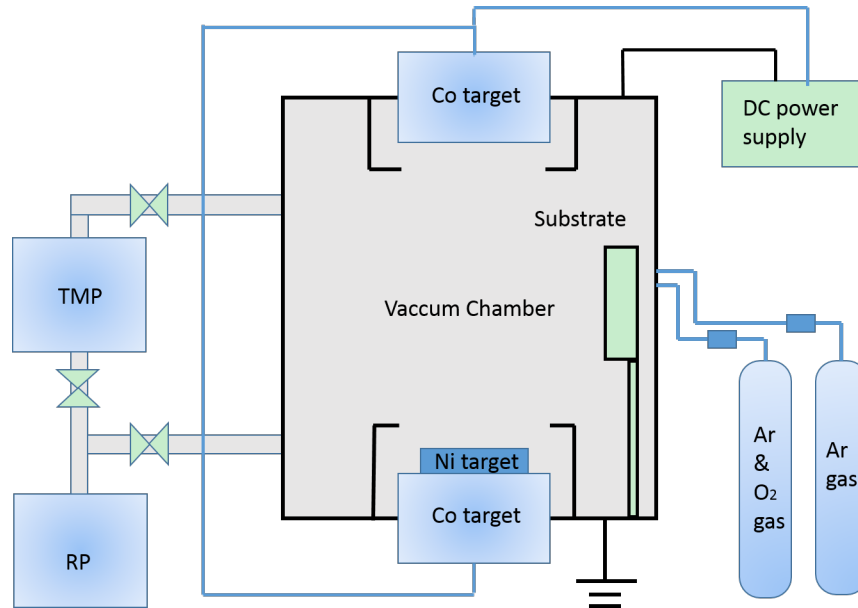 Co target
DC power
supply
Substrate
TMP
Vaccum Chamber
Ni target
Co target
RP
Ar
&
O₂
gas
Ar
gas